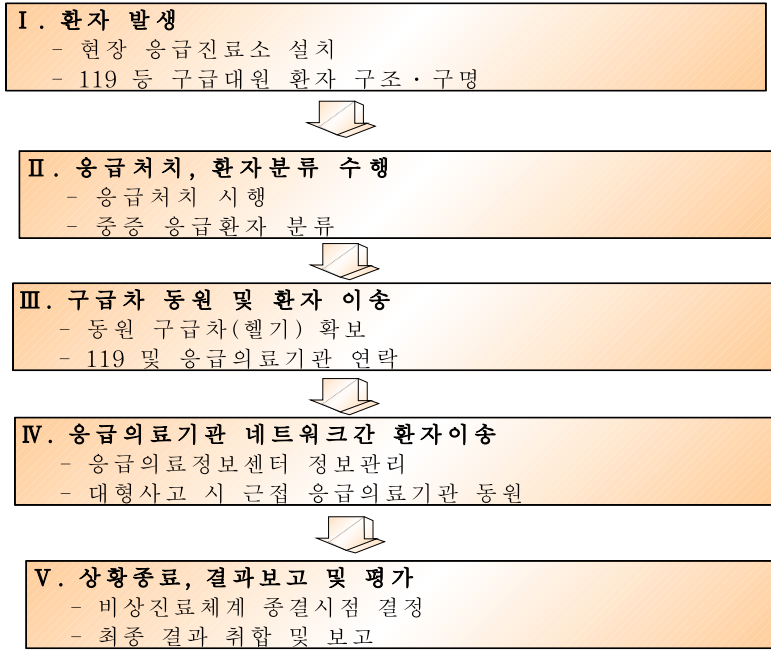 Ⅰ. 환자 발생
- 현장 응급진료소 설치
- 119 등 구급대원 환자 구조·구명
Ⅱ. 응급처치, 환자분류 수행
- 응급처치 시행
- 중증 응급환자 분류
Ⅲ. 구급차 동원 및 환자 이송
- 동원 구급차(헬기) 확보
- 119 및 응급의료기관 연락
Ⅳ. 응급의료기관 네트워크간 환자이송
- 응급의료정보센터 정보관리
- 대형사고 시 근접 응급의료기관 동원
Ⅴ. 상황종료, 결과보고 및 평가
- 비상진료체계 종결시점 결정
- 최종 결과 취합 및 보고